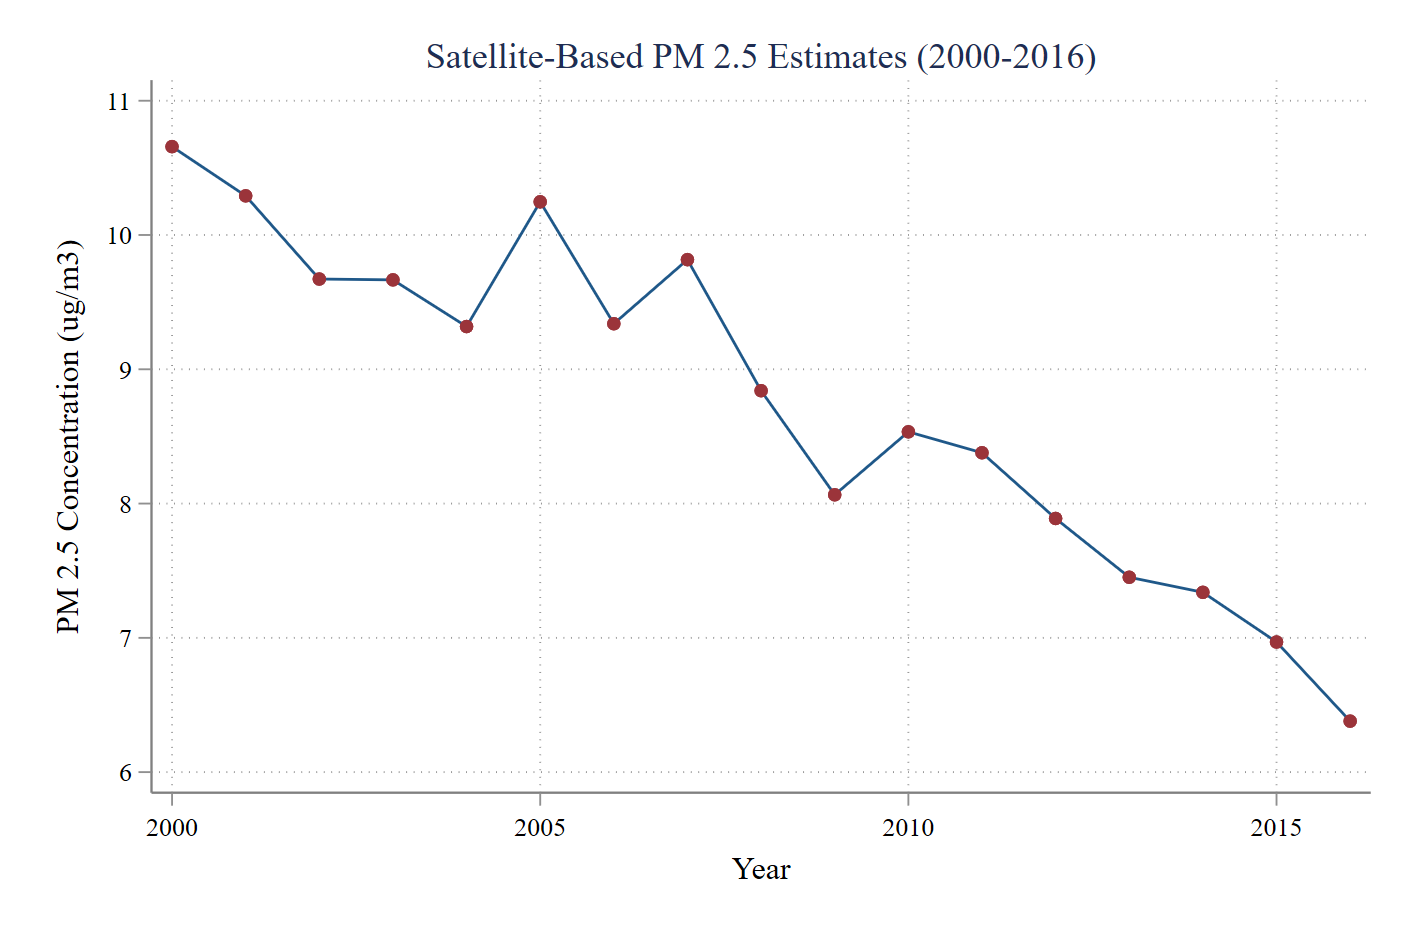 Satellite-Based PM 2.5 Estimates (2000-2016)
PM 2.5 Concentration (ug/m3)
11
10
9
8
7
6
2000 2005 2010 2015
Year